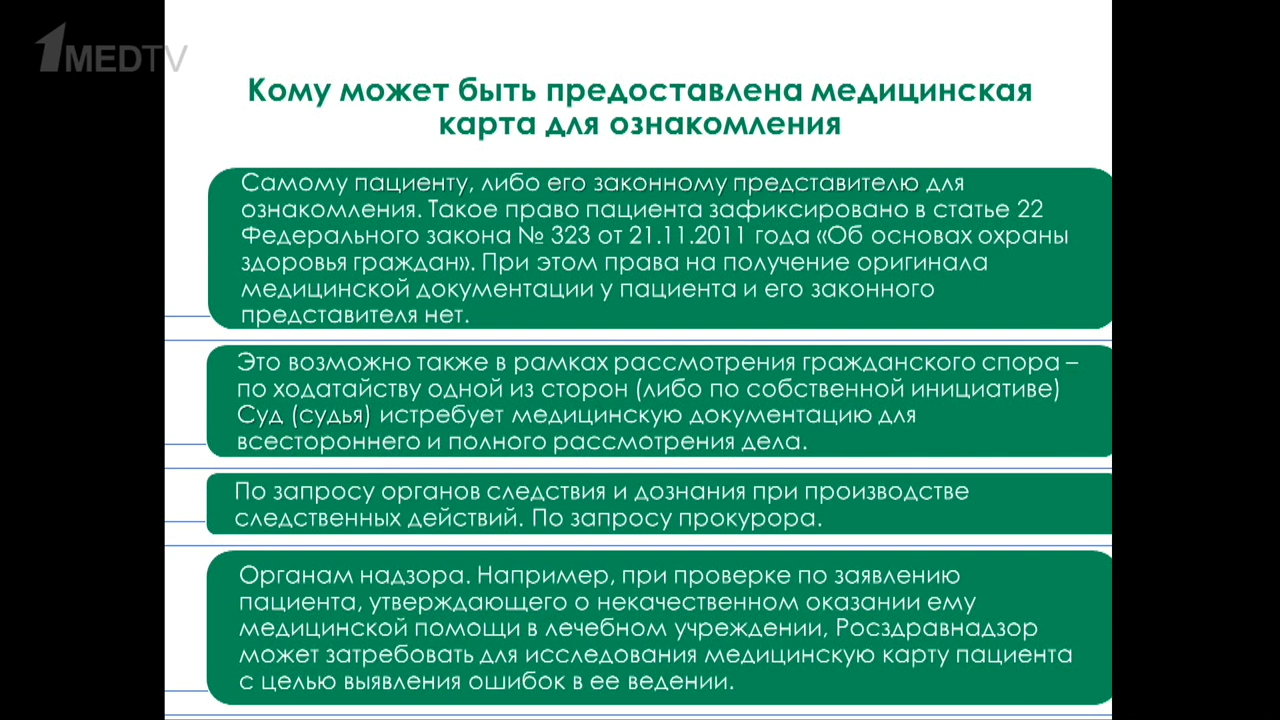 1MEDTV
Кому может быть предоставлена медицинская
карта для ознакомления
Самому пациенту, либо его законному представителю для
ознакомления. Такое право пациента зафиксировано в статье 22
Федерального закона № 323 от 21.11.2011 года «Об основах охраны
здоровья граждан». При этом права на получение оригинала
медицинской документации у пациента и его законного
представителя нет.
Это возможно также в рамках рассмотрения гражданского спора –
по ходатайству одной из сторон (либо по собственной инициативе)
Суд (судья) истребует медицинскую документацию для
всестороннего и полного рассмотрения дела.
По запросу органов следствия и дознания при производстве
следственных действий. По запросу прокурора.
Органам надзора. Например, при проверке по заявлению
пациента, утверждающего о некачественном оказании ему
медицинской помощи в лечебном учреждении, Росздравнадзор
может затребовать для исследования медицинскую карту пациента
с целью выявления ошибок в ее ведении.